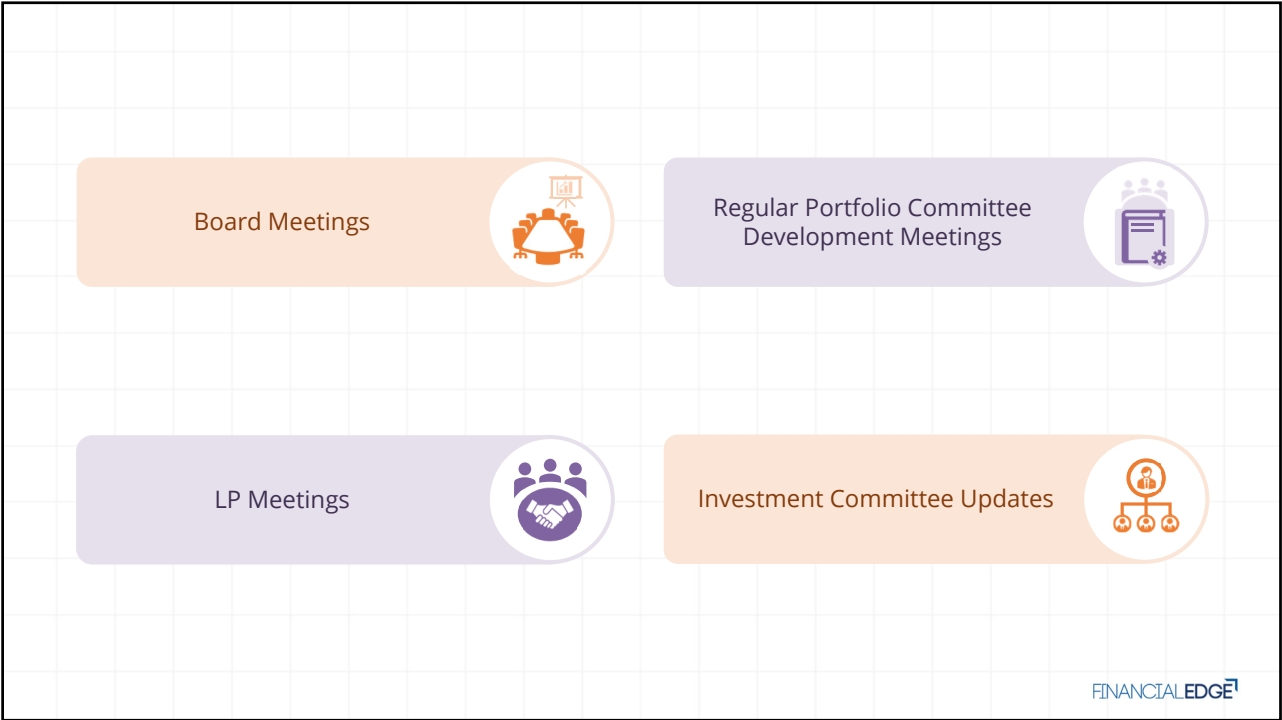 Board Meetings
Regular Portfolio Committee
Development Meetings
LP Meetings
Investment Committee Updates
FINANCIALEDGE